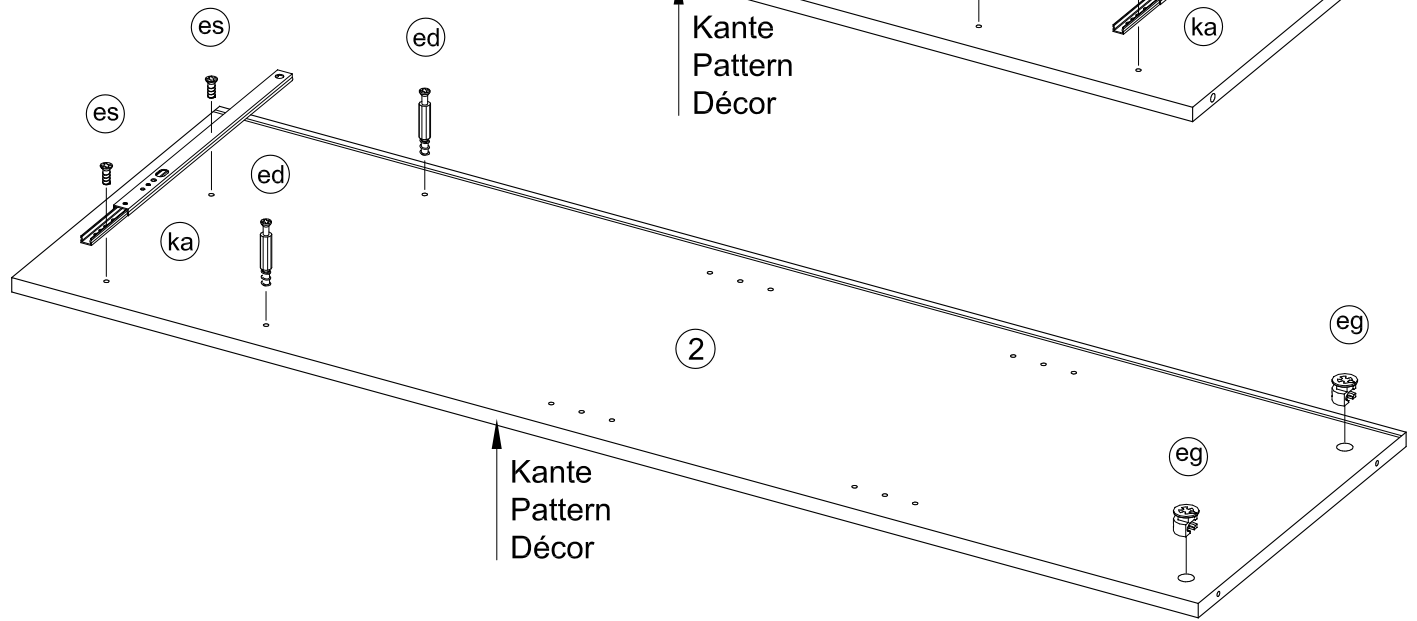 Kante
Pattern
Décor
ka
es
ed
es
ed
ka
2
eg
eg
Kante
Pattern
Décor